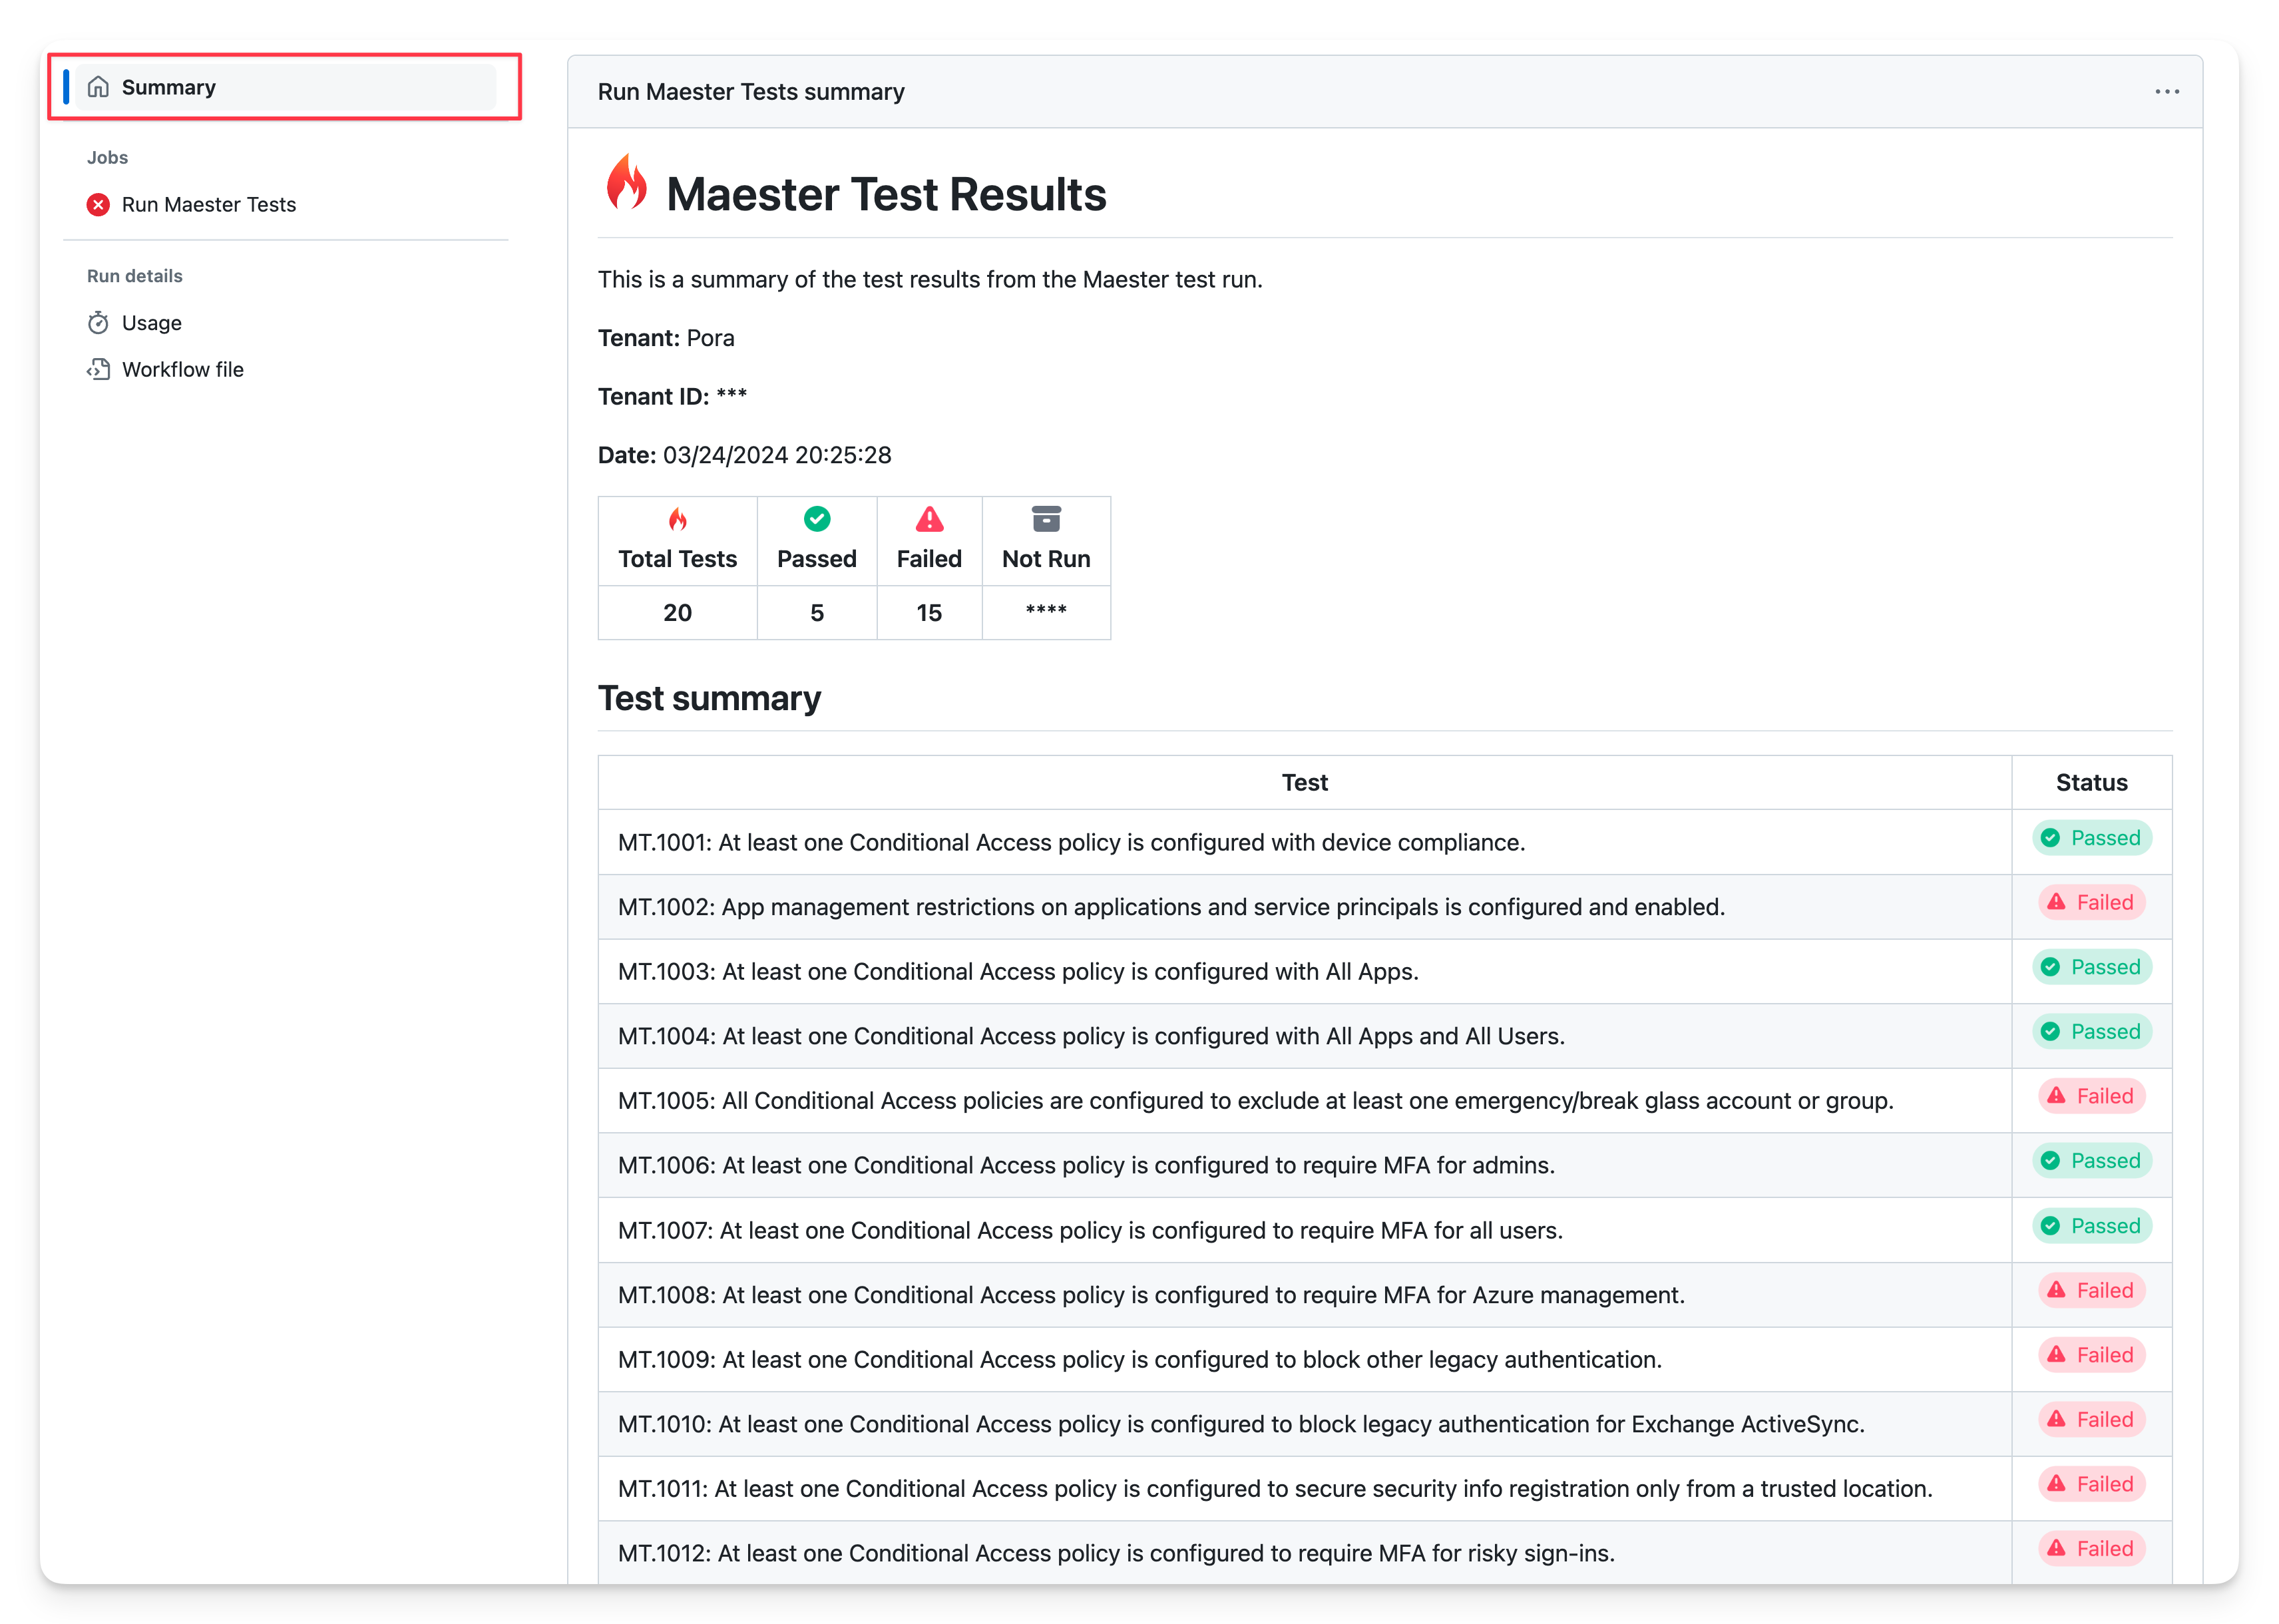 Summary
Jobs
Run Maester Tests
Run details
Usage
Workflow file
Run Maester Tests summary
Maester Test Results
This is a summary of the test results from the Maester test run.
Tenant: Pora
Tenant ID: ***
Date: 03/24/2024 20:25:28
Total Tests Passed Failed Not Run
20 5 15 ****
Test summary
Test Status
MT.1001: At least one Conditional Access policy is configured with device compliance. Passed
MT.1002: App management restrictions on applications and service principals is configured and enabled. Failed
MT.1003: At least one Conditional Access policy is configured with All Apps. Passed
MT.1004: At least one Conditional Access policy is configured with All Apps and All Users. Passed
MT.1005: All Conditional Access policies are configured to exclude at least one emergency/break glass account or group. Failed
MT.1006: At least one Conditional Access policy is configured to require MFA for admins. Passed
MT.1007: At least one Conditional Access policy is configured to require MFA for all users. Passed
MT.1008: At least one Conditional Access policy is configured to require MFA for Azure management. Failed
MT.1009: At least one Conditional Access policy is configured to block other legacy authentication. Failed
MT.1010: At least one Conditional Access policy is configured to block legacy authentication for Exchange ActiveSync. Failed
MT.1011: At least one Conditional Access policy is configured to secure security info registration only from a trusted location. Failed
MT.1012: At least one Conditional Access policy is configured to require MFA for risky sign-ins. Failed